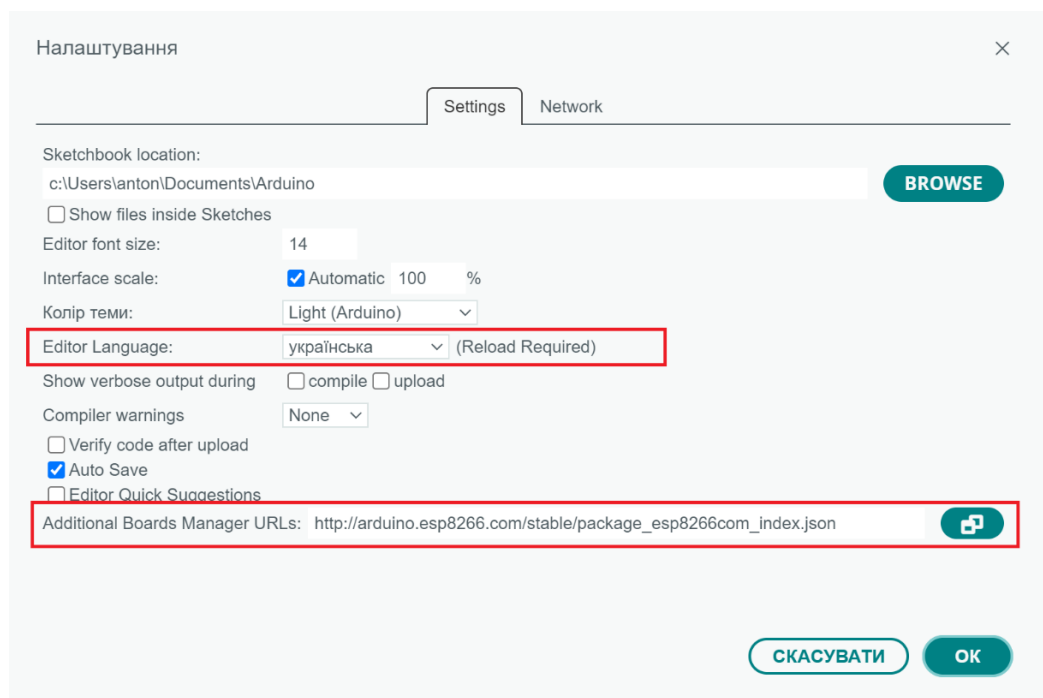 Налаштування
Settings Network
Sketchbook location:
c:\Users\anton\Documents\Arduino BROWSE
Show files inside Sketches
Editor font size: 14
Interface scale: Automatic 100 %
Колір теми: Light (Arduino)
Editor Language: українська (Reload Required)
Show verbose output during compile upload
Compiler warnings None
Verify code after upload
Auto Save
Editor Quick Suggestions
Additional Boards Manager URLs: http://arduino.esp8266.com/stable/package_esp8266com_index.json
СКАСУВАТИ OK